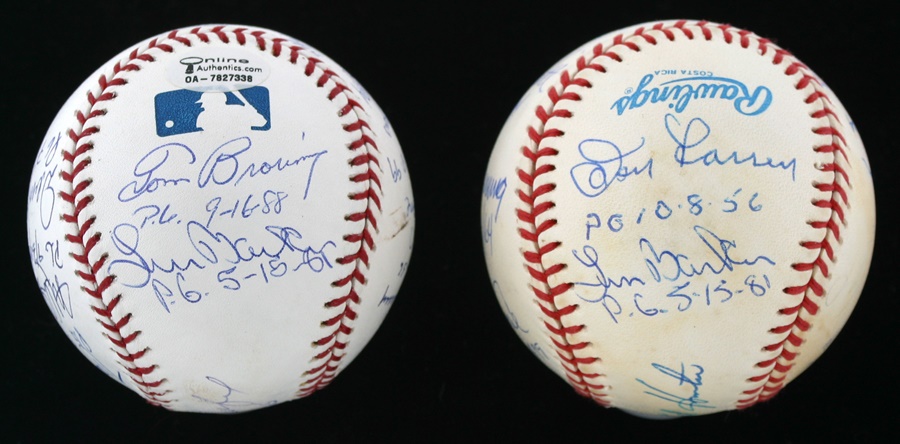 Online
Authentics.com
OA-7827338
Tom Browning
P.G. 9-16-88
Len Barker
P.G. 5-15-81
Rawlings®
COSTA RICA
Don Larsen
PG 10-8-56
Len Barker
P.G. 5-15-81
Hunter